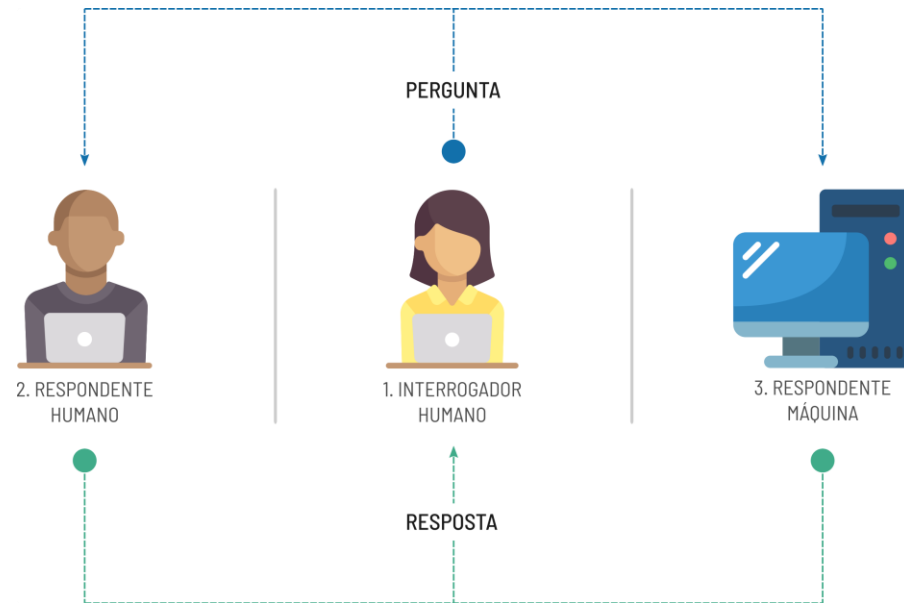 PERGUNTA
2. RESPONDENTE
HUMANO
1. INTERROGADOR
HUMANO
3. RESPONDENTE
MÁQUINA
RESPOSTA